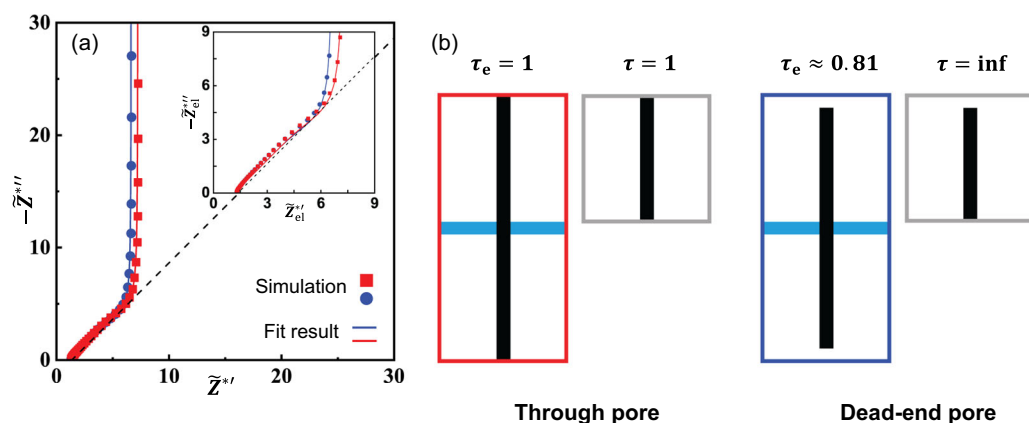 (a)
30
20
10
0
0
10
20
30
−Z̃*″
Z̃*′
9
6
3
0
0
3
6
9
−Z̃*″el
Z̃*′el
Simulation
Fit result
(b)
τe = 1
τ = 1
τe ≈ 0.81
τ = inf
Through pore
Dead-end pore